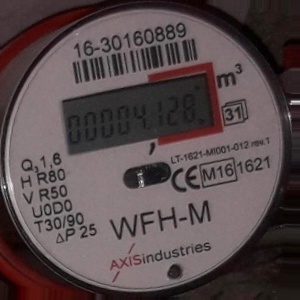 16-30160889
00004.128
m³
31
LT-1621-MI001-012 rev.1
Q₃ 1,6
H R80
V R50
U0D0
T30/90
ΔP 25
CE M16 1621
WFH-M
AXISindustries